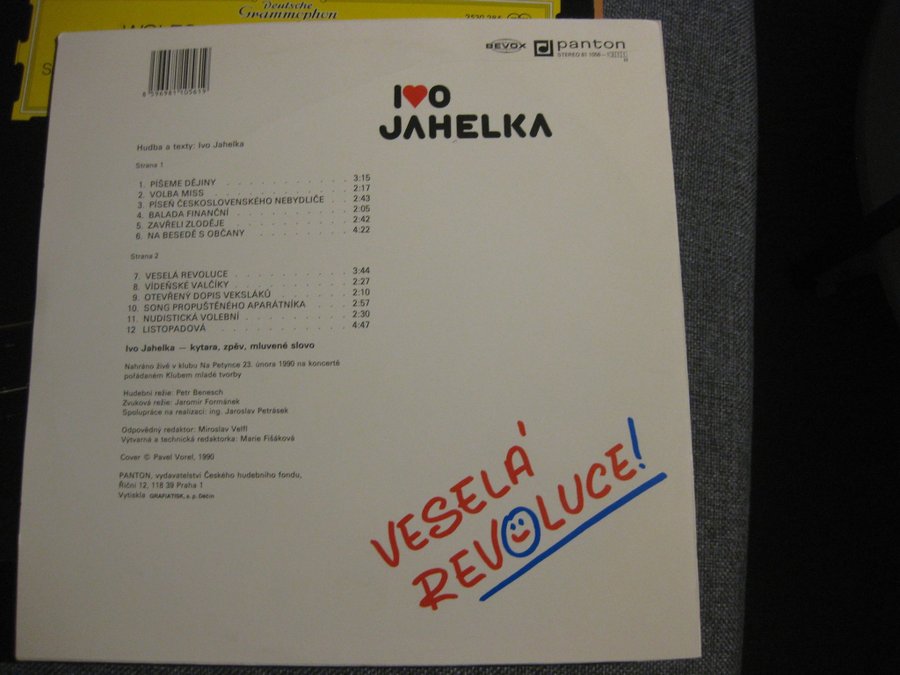 Deutsche
Grammophon
2530 284
8 596981 105619
BEVOX
panton
STEREO 81
IVO
JAHELKA
Hudba a texty: Ivo Jahelka
Strana 1
1. PÍŠEME DĚJINY . . . . . . . . . . . 3:15
2. VOLBA MISS . . . . . . . . . . . . 2:17
3. PÍSEŇ ČESKOSLOVENSKÉHO NEBYDLIČE . . 2:43
4. BALADA FINANČNÍ . . . . . . . . . . 2:05
5. ZAVŘELI ZLODĚJE . . . . . . . . . . 2:42
6. NA BESEDĚ S OBČANY . . . . . . . . 4:22
Strana 2
7. VESELÁ REVOLUCE . . . . . . . . . . 3:44
8. VÍDEŇSKÉ VALČÍKY . . . . . . . . . . 2:27
9. OTEVŘENÝ DOPIS VEKSLÁKŮ . . . . . . 2:10
10. SONG PROPUŠTĚNÉHO APARÁTNÍKA . . . . 2:57
11. NUDISTICKÁ VOLEBNÍ . . . . . . . . . 2:30
12 LISTOPADOVÁ . . . . . . . . . . . . 4:47
Ivo Jahelka — kytara, zpěv, mluvené slovo
Nahráno živě v klubu Na Petynce 23. února 1990 na koncertě
pořádaném Klubem mladé tvorby
Hudební režie: Petr Benesch
Zvuková režie: Jaromír Formánek
Spolupráce na realizaci: ing. Jaroslav Petrásek
Odpovědný redaktor: Miroslav Velfl
Výtvarná a technická redaktorka: Marie Fišáková
Cover © Pavel Vorel, 1990
PANTON, vydavatelství Českého hudebního fondu,
Říční 12, 118 39 Praha 1
Vytiskla GRAFIATISK, s. p. Děčín
VESELÁ
REVOLUCE!